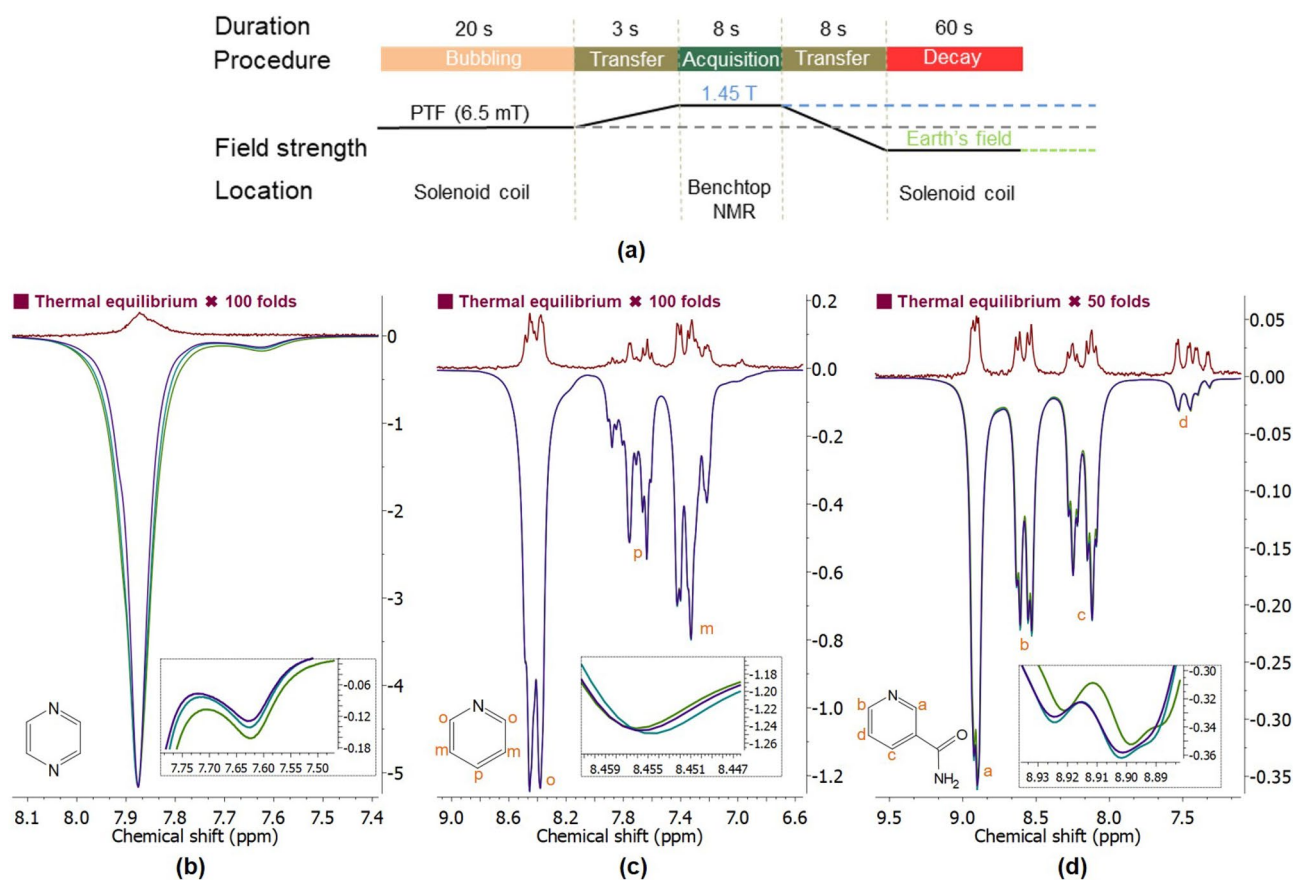 Duration 20 s 3 s 8 s 8 s 60 s
Procedure Bubbling Transfer Acquisition Transfer Decay
1.45 T
PTF (6.5 mT)
Field strength Earth's field
Location Solenoid coil Benchtop NMR Solenoid coil
(a)
Thermal equilibrium ✖ 100 folds
0
-1
-2
-3
-4
-5
-0.06
-0.12
-0.18
7.75 7.70 7.65 7.60 7.55 7.50
N
N
8.1 8.0 7.9 7.8 7.7 7.6 7.5 7.4
Chemical shift (ppm)
(b)
Thermal equilibrium ✖ 100 folds
0.2
0.0
-0.2
-0.4
-0.6
-0.8
-1.0
-1.2
p
m
o
N
o o
m m
p
-1.18
-1.20
-1.22
-1.24
-1.26
8.459 8.455 8.451 8.447
9.0 8.6 8.2 7.8 7.4 7.0 6.6
Chemical shift (ppm)
(c)
Thermal equilibrium ✖ 50 folds
0.05
0.00
-0.05
-0.10
-0.15
-0.20
-0.25
-0.30
-0.35
d
c
b
a
N
b a
d
c
O
NH2
-0.30
-0.32
-0.34
-0.36
8.93 8.92 8.91 8.90 8.89
9.5 9.0 8.5 8.0 7.5
Chemical shift (ppm)
(d)